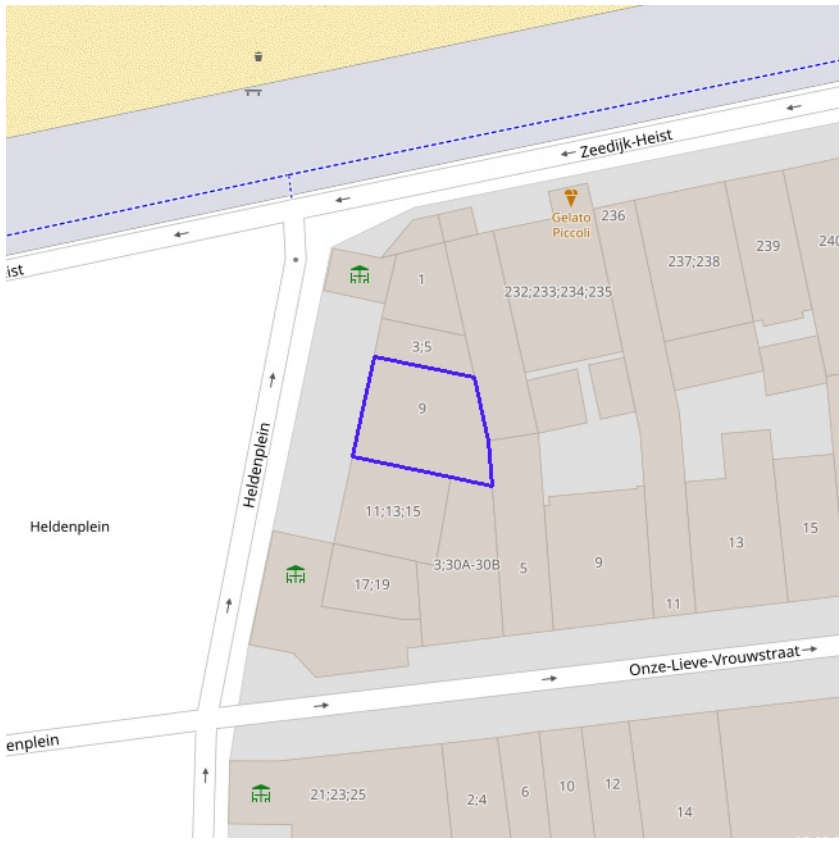 Zeedijk-Heist
ist
Gelato
Piccoli
236
1
232;233;234;235
237;238
239
240
3;5
9
Heldenplein
Heldenplein
11;13;15
17;19
3;30A-30B
5
9
11
13
15
Onze-Lieve-Vrouwstraat
enplein
21;23;25
2;4
6
10
12
14